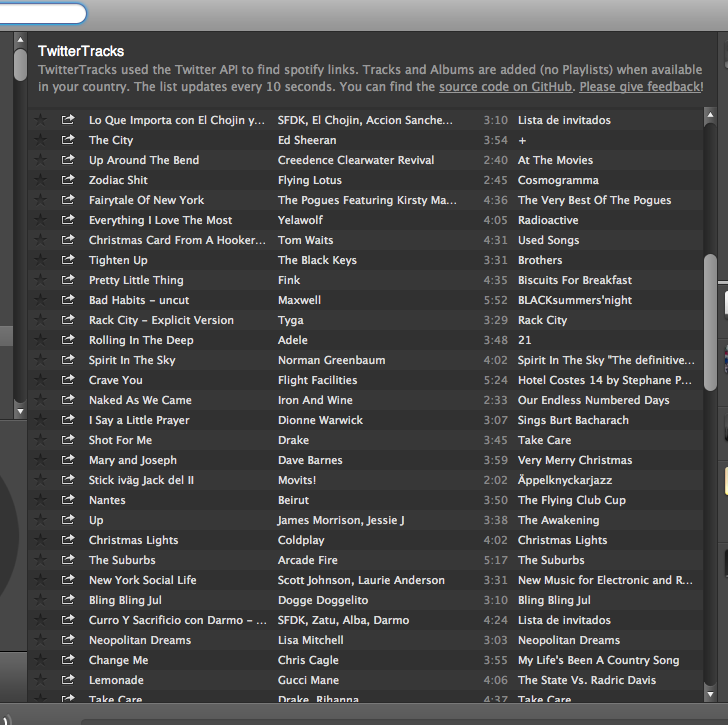 TwitterTracks
TwitterTracks used the Twitter API to find spotify links. Tracks and Albums are added (no Playlists) when available
in your country. The list updates every 10 seconds. You can find the source code on GitHub. Please give feedback!
Lo Que Importa con El Chojin y... SFDK, El Chojin, Accion Sanche... 3:10 Lista de invitados
The City Ed Sheeran 3:54 +
Up Around The Bend Creedence Clearwater Revival 2:40 At The Movies
Zodiac Shit Flying Lotus 2:45 Cosmogramma
Fairytale Of New York The Pogues Featuring Kirsty Ma... 4:36 The Very Best Of The Pogues
Everything I Love The Most Yelawolf 4:05 Radioactive
Christmas Card From A Hooker... Tom Waits 4:31 Used Songs
Tighten Up The Black Keys 3:31 Brothers
Pretty Little Thing Fink 4:35 Biscuits For Breakfast
Bad Habits - uncut Maxwell 5:52 BLACKsummers'night
Rack City - Explicit Version Tyga 3:29 Rack City
Rolling In The Deep Adele 3:48 21
Spirit In The Sky Norman Greenbaum 4:02 Spirit In The Sky "The definitive...
Crave You Flight Facilities 5:24 Hotel Costes 14 by Stephane P...
Naked As We Came Iron And Wine 2:33 Our Endless Numbered Days
I Say a Little Prayer Dionne Warwick 3:07 Sings Burt Bacharach
Shot For Me Drake 3:45 Take Care
Mary and Joseph Dave Barnes 3:59 Very Merry Christmas
Stick iväg Jack del II Movits! 2:02 Äppelknyckarjazz
Nantes Beirut 3:50 The Flying Club Cup
Up James Morrison, Jessie J 3:38 The Awakening
Christmas Lights Coldplay 4:02 Christmas Lights
The Suburbs Arcade Fire 5:17 The Suburbs
New York Social Life Scott Johnson, Laurie Anderson 3:31 New Music for Electronic and R...
Bling Bling Jul Dogge Doggelito 3:10 Bling Bling Jul
Curro Y Sacrificio con Darmo - ... SFDK, Zatu, Alba, Darmo 4:24 Lista de invitados
Neopolitan Dreams Lisa Mitchell 3:03 Neopolitan Dreams
Change Me Chris Cagle 3:55 My Life's Been A Country Song
Lemonade Gucci Mane 4:06 The State Vs. Radric Davis
Take Care Drake, Rihanna 4:37 Take Care